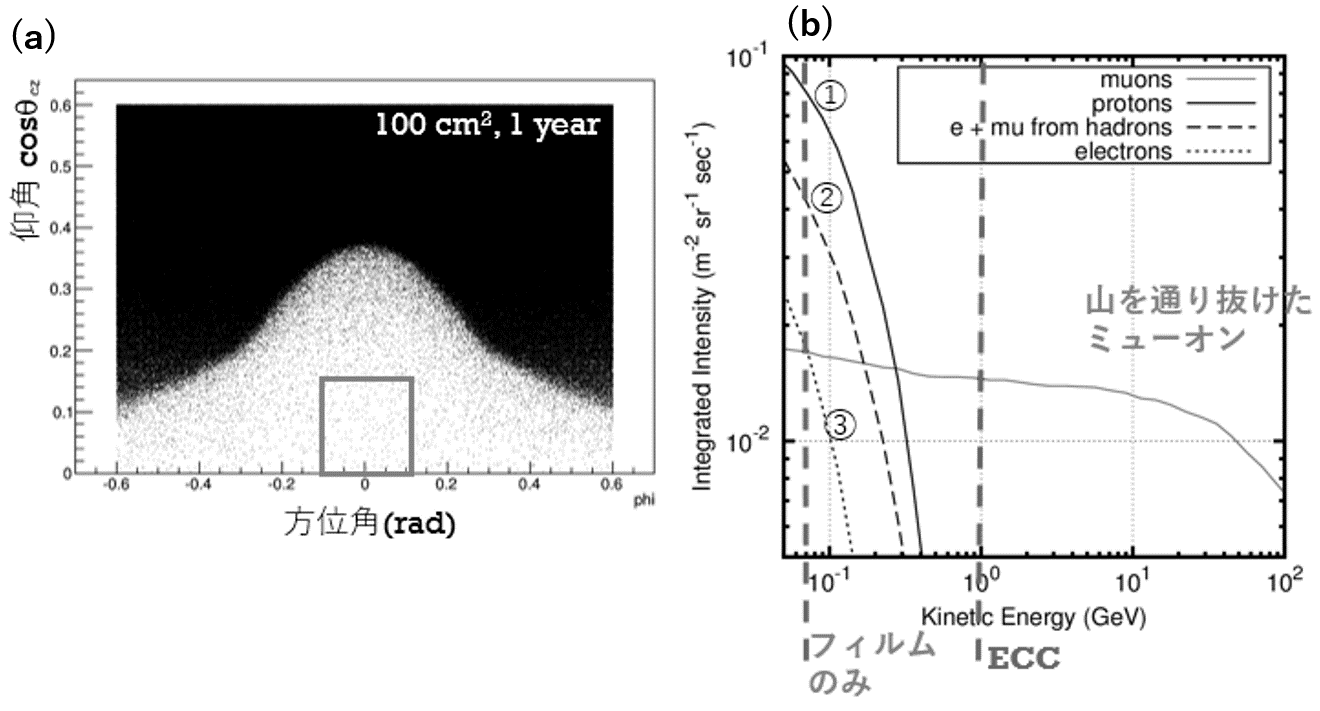 (a)
100 cm², 1 year
仰角 cosθcz
0.6
0.5
0.4
0.3
0.2
0.1
0
-0.6
-0.4
-0.2
0
0.2
0.4
0.6
phi
方位角(rad)
(b)
10⁻¹
10⁻²
Integrated Intensity (m⁻² sr⁻¹ sec⁻¹)
muons
protons
e + mu from hadrons
electrons
①
②
③
山を通り抜けた
ミューオン
10⁻¹
10⁰
10¹
10²
Kinetic Energy (GeV)
フィルム
のみ
ECC